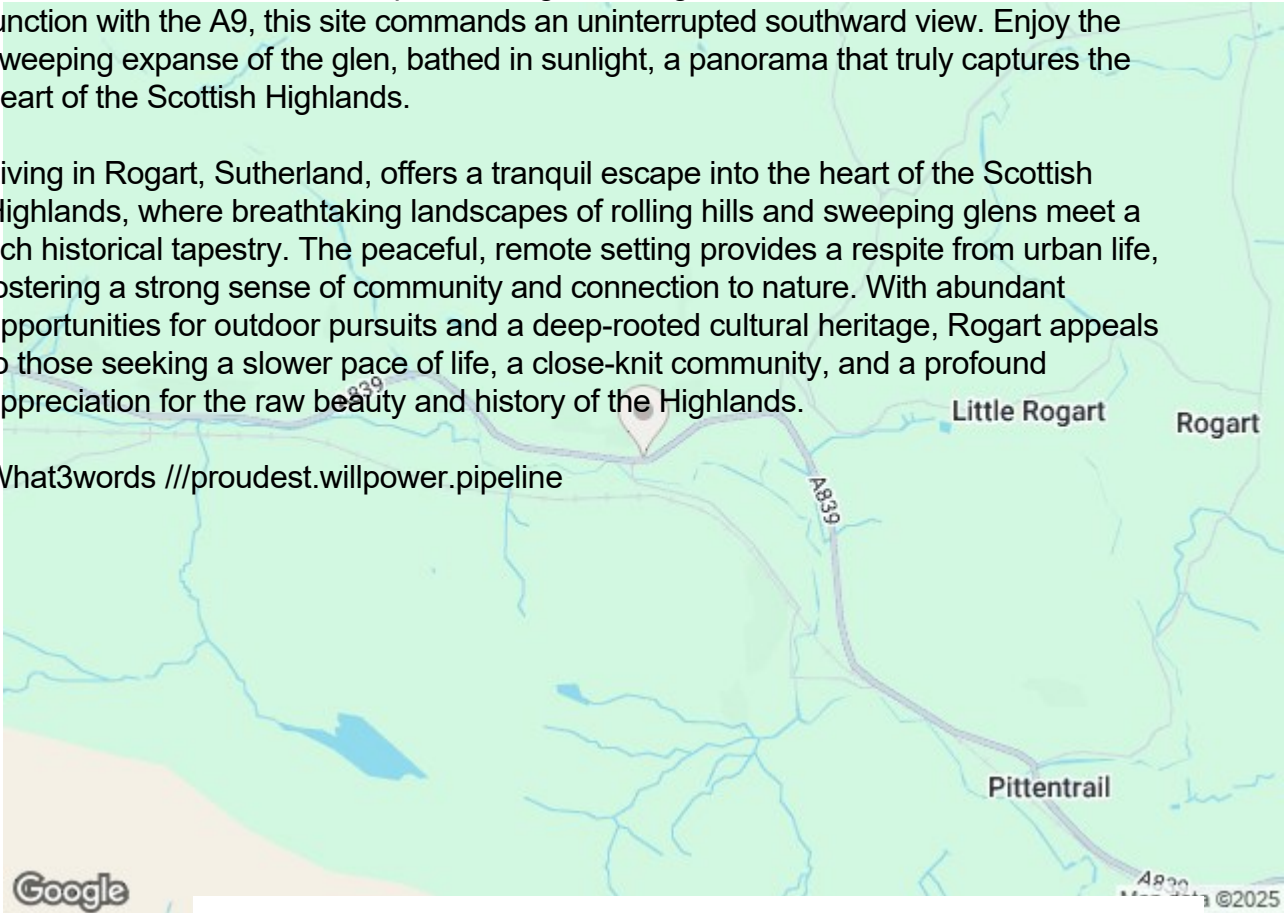 unction with the A9, this site commands an uninterrupted southward view. Enjoy the
weeping expanse of the glen, bathed in sunlight, a panorama that truly captures the
eart of the Scottish Highlands.
iving in Rogart, Sutherland, offers a tranquil escape into the heart of the Scottish
Highlands, where breathtaking landscapes of rolling hills and sweeping glens meet a
ch historical tapestry. The peaceful, remote setting provides a respite from urban life,
ostering a strong sense of community and connection to nature. With abundant
pportunities for outdoor pursuits and a deep-rooted cultural heritage, Rogart appeals
o those seeking a slower pace of life, a close-knit community, and a profound
ppreciation for the raw beauty and history of the Highlands.
A839
Little Rogart
Rogart
What3words ///proudest.willpower.pipeline
A839
Pittentrail
A839
Google
Map data ©2025